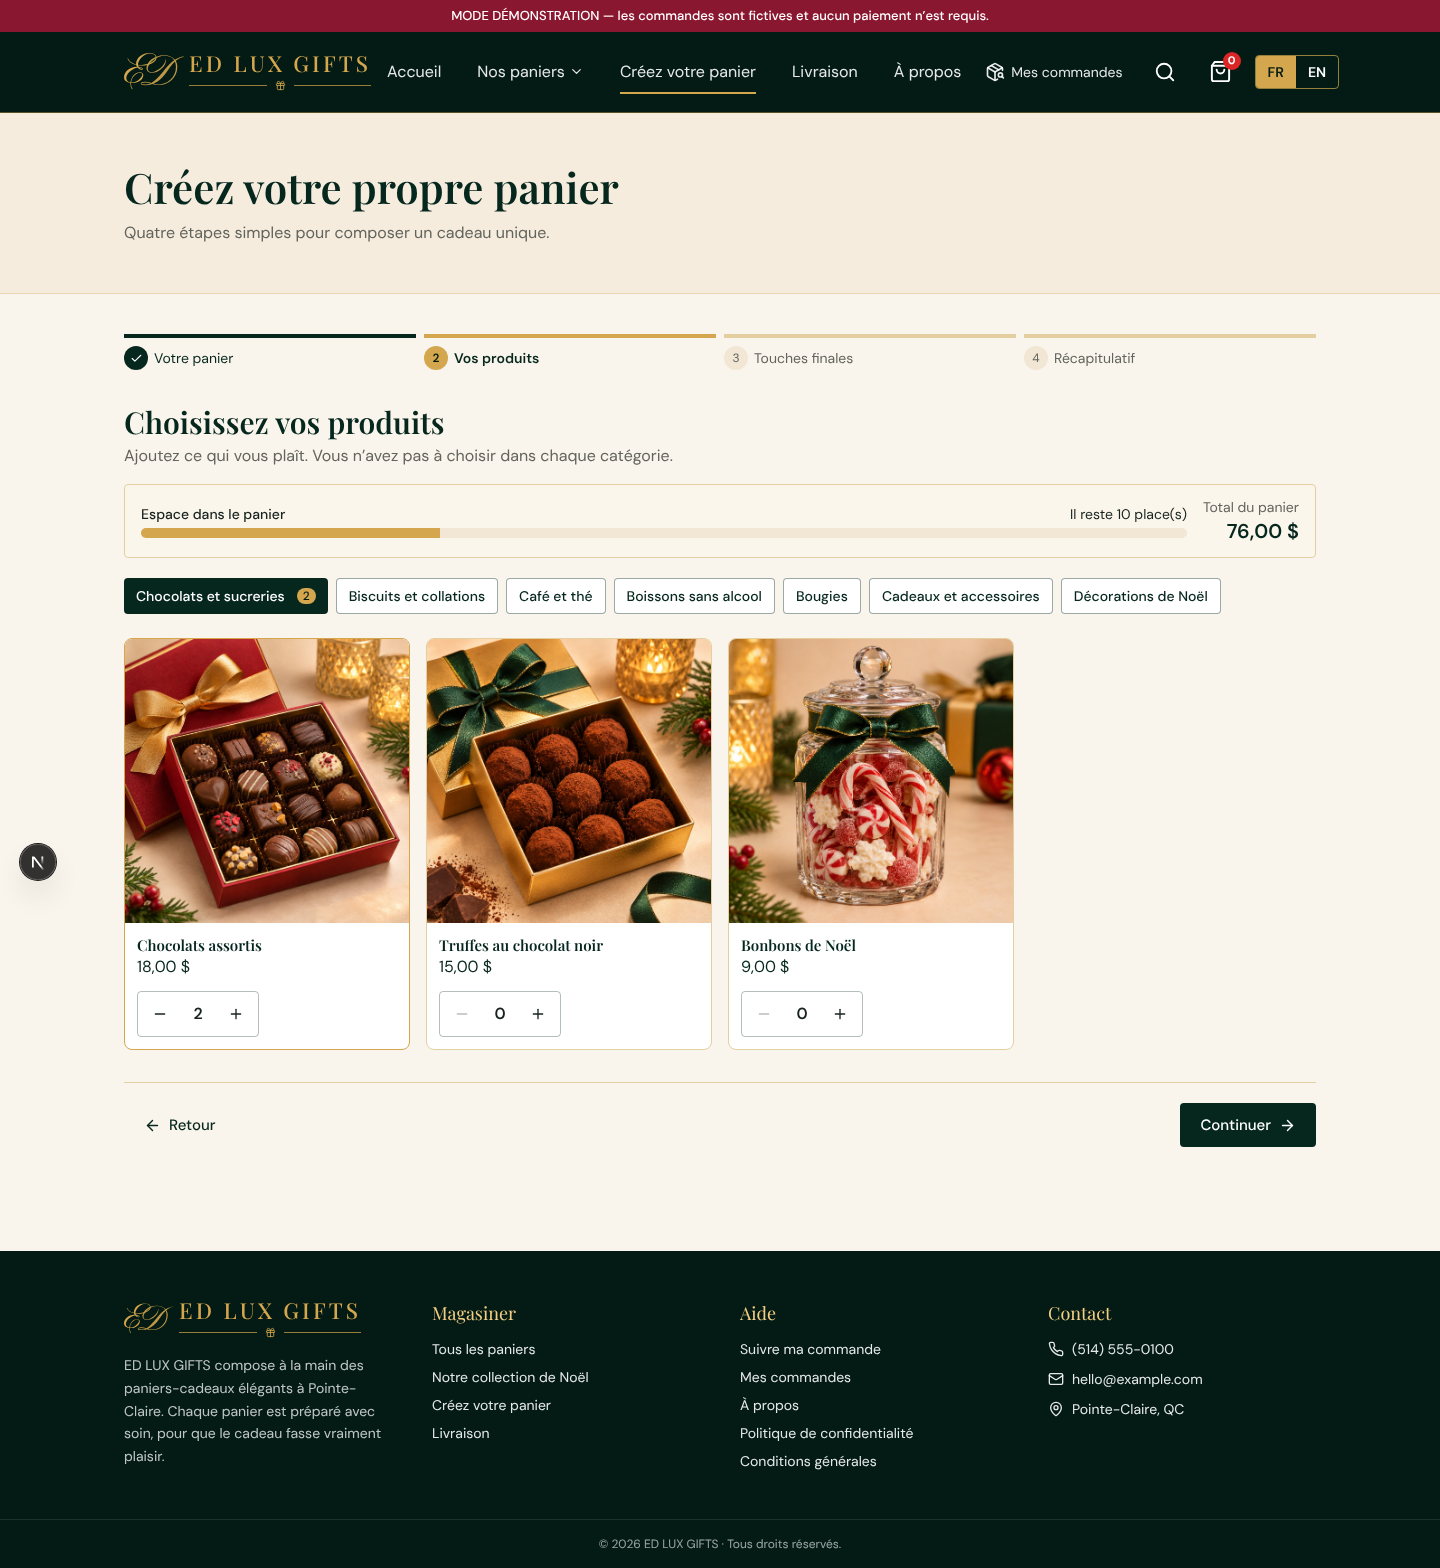 MODE DÉMONSTRATION — les commandes sont fictives et aucun paiement n’est requis.
ED LUX GIFTS
Accueil
Nos paniers
Créez votre panier
Livraison
À propos
Mes commandes
0
FR
EN
Créez votre propre panier
Quatre étapes simples pour composer un cadeau unique.
Votre panier
2 Vos produits
3 Touches finales
4 Récapitulatif
Choisissez vos produits
Ajoutez ce qui vous plaît. Vous n’avez pas à choisir dans chaque catégorie.
Espace dans le panier
Il reste 10 place(s)
Total du panier
76,00 $
Chocolats et sucreries 2
Biscuits et collations
Café et thé
Boissons sans alcool
Bougies
Cadeaux et accessoires
Décorations de Noël
Chocolats assortis
18,00 $
− 2 +
Truffes au chocolat noir
15,00 $
− 0 +
Bonbons de Noël
9,00 $
− 0 +
← Retour
Continuer →
N
ED LUX GIFTS
ED LUX GIFTS compose à la main des
paniers-cadeaux élégants à Pointe-
Claire. Chaque panier est préparé avec
soin, pour que le cadeau fasse vraiment
plaisir.
Magasiner
Tous les paniers
Notre collection de Noël
Créez votre panier
Livraison
Aide
Suivre ma commande
Mes commandes
À propos
Politique de confidentialité
Conditions générales
Contact
(514) 555-0100
hello@example.com
Pointe-Claire, QC
© 2026 ED LUX GIFTS · Tous droits réservés.